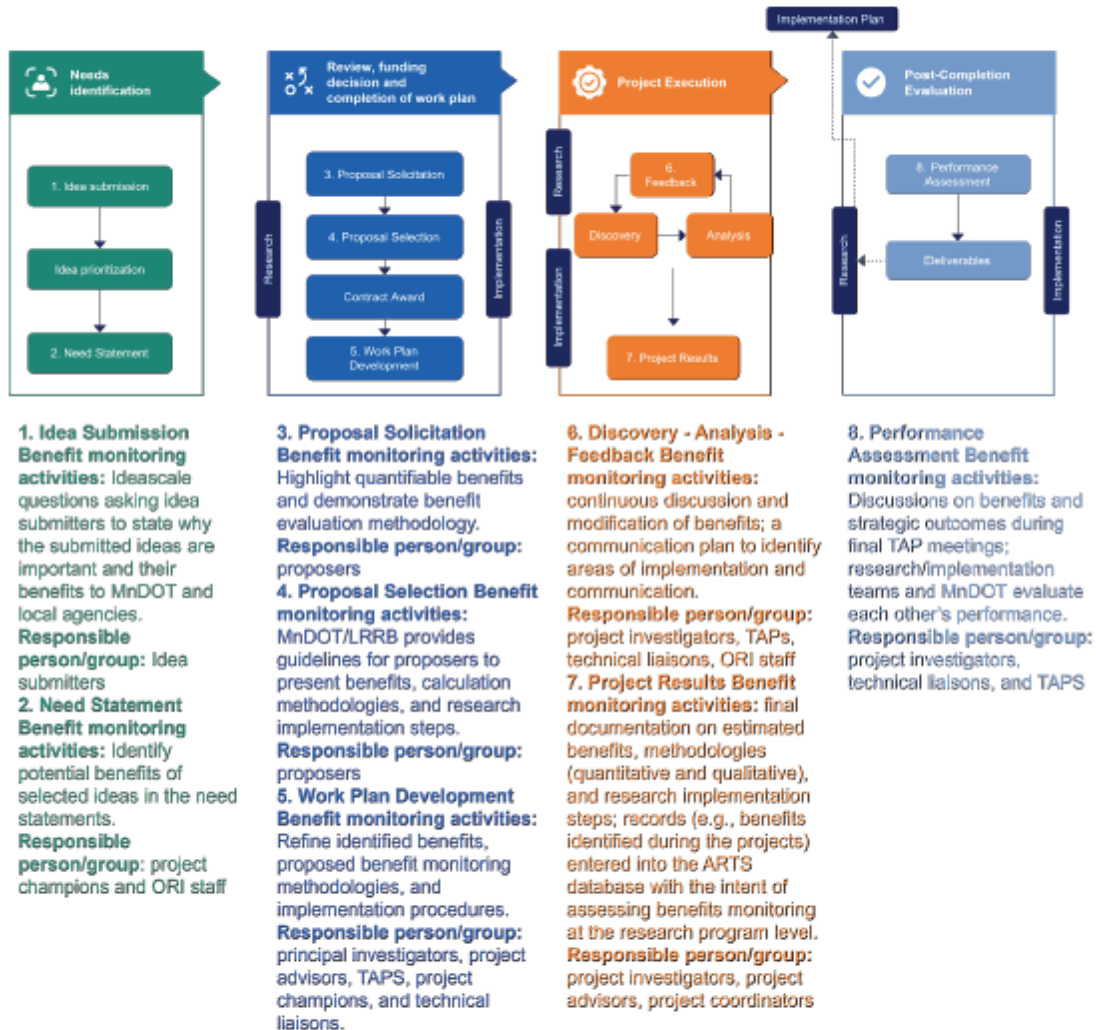 Implementation Plan
Needs
identification
Review, funding
decision and
completion of work plan
Project Execution
Post-Completion
Evaluation
1. Idea submission
Idea prioritization
2. Need Statement
Research
3. Proposal Solicitation
4. Proposal Selection
Contract Award
5. Work Plan
Development
Implementation
Research
Implementation
6.
Feedback
Discovery
Analysis
7. Project Results
Research
8. Performance
Assessment
Deliverables
Implementation
1. Idea Submission
Benefit monitoring
activities: Ideascale
questions asking idea
submitters to state why
the submitted ideas are
important and their
benefits to MnDOT and
local agencies.
Responsible
person/group: Idea
submitters
2. Need Statement
Benefit monitoring
activities: Identify
potential benefits of
selected ideas in the need
statements.
Responsible
person/group: project
champions and ORI staff
3. Proposal Solicitation
Benefit monitoring activities:
Highlight quantifiable benefits
and demonstrate benefit
evaluation methodology.
Responsible person/group:
proposers
4. Proposal Selection Benefit
monitoring activities:
MnDOT/LRRB provides
guidelines for proposers to
present benefits, calculation
methodologies, and research
implementation steps.
Responsible person/group:
proposers
5. Work Plan Development
Benefit monitoring activities:
Refine identified benefits,
proposed benefit monitoring
methodologies, and
implementation procedures.
Responsible person/group:
principal investigators, project
advisors, TAPS, project
champions, and technical
liaisons.
6. Discovery - Analysis -
Feedback Benefit
monitoring activities:
continuous discussion and
modification of benefits; a
communication plan to identify
areas of implementation and
communication.
Responsible person/group:
project investigators, TAPs,
technical liaisons, ORI staff
7. Project Results Benefit
monitoring activities: final
documentation on estimated
benefits, methodologies
(quantitative and qualitative),
and research implementation
steps; records (e.g., benefits
identified during the projects)
entered into the ARTS
database with the intent of
assessing benefits monitoring
at the research program level.
Responsible person/group:
project investigators, project
advisors, project coordinators
8. Performance
Assessment Benefit
monitoring activities:
Discussions on benefits and
strategic outcomes during
final TAP meetings;
research/implementation
teams and MnDOT evaluate
each other's performance.
Responsible person/group:
project investigators,
technical liaisons, and TAPS